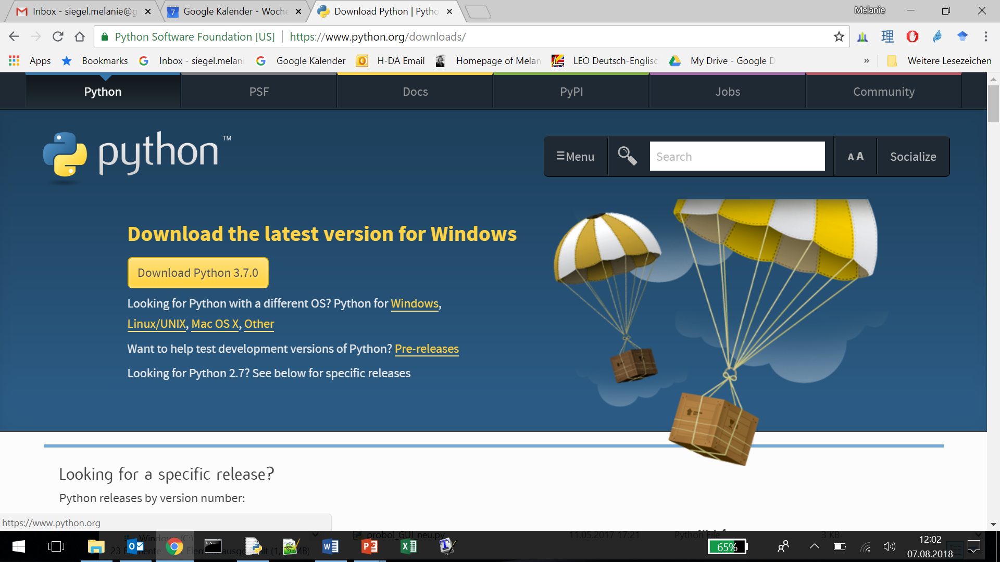 Inbox - siegel.melanie@g
Google Kalender - Woche
Download Python | Pytho
Melanie
Python Software Foundation [US]
https://www.python.org/downloads/
Apps
Bookmarks
Inbox - siegel.melani
Google Kalender
H-DA Email
Homepage of Melan
LEO Deutsch-Englisc
My Drive - Google D
»
Weitere Lesezeichen
Python
PSF
Docs
PyPI
Jobs
Community
python™
☰Menu
Search
A A
Socialize
Download the latest version for Windows
Download Python 3.7.0
Looking for Python with a different OS? Python for Windows,
Linux/UNIX, Mac OS X, Other
Want to help test development versions of Python? Pre-releases
Looking for Python 2.7? See below for specific releases
Looking for a specific release?
Python releases by version number:
https://www.python.org
Windows (C:)
probol_GUI_neu.py
11.05.2017 17:21
Python File
3 KB
23 Elemente
65%
12:02
07.08.2018